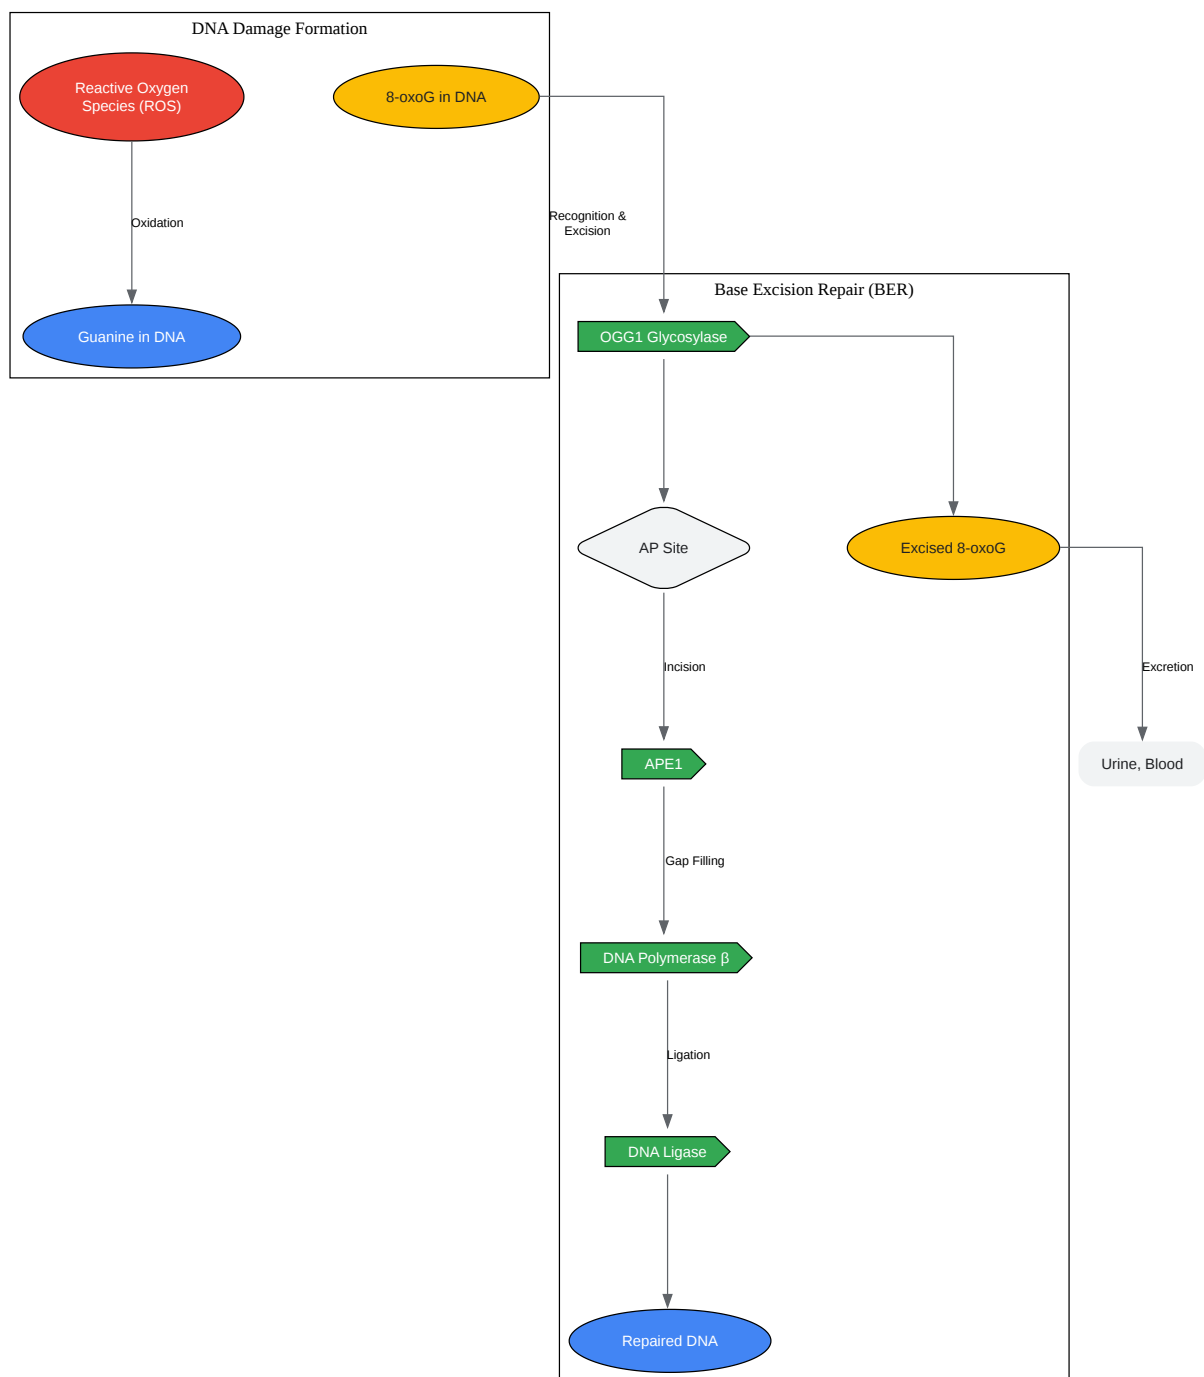 DNA Damage Formation
Reactive Oxygen
Species (ROS)
8-oxoG in DNA
Oxidation
Recognition &
Excision
Guanine in DNA
Base Excision Repair (BER)
OGG1 Glycosylase
AP Site
Excised 8-oxoG
Incision
Excretion
APE1
Urine, Blood
Gap Filling
DNA Polymerase β
Ligation
DNA Ligase
Repaired DNA